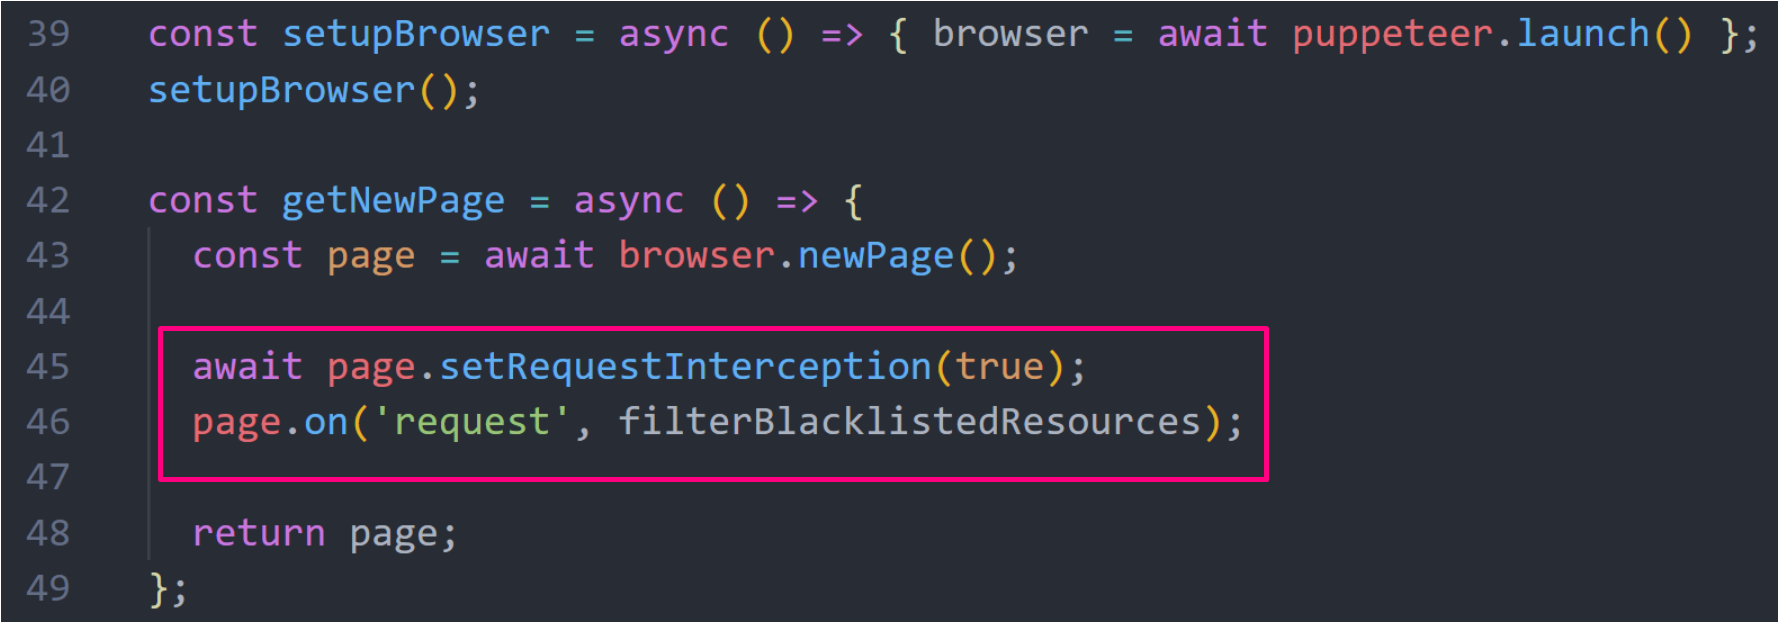 39 const setupBrowser = async () => { browser = await puppeteer.launch() };
40 setupBrowser();
41
42 const getNewPage = async () => {
43 const page = await browser.newPage();
44
45 await page.setRequestInterception(true);
46 page.on('request', filterBlacklistedResources);
47
48 return page;
49 };